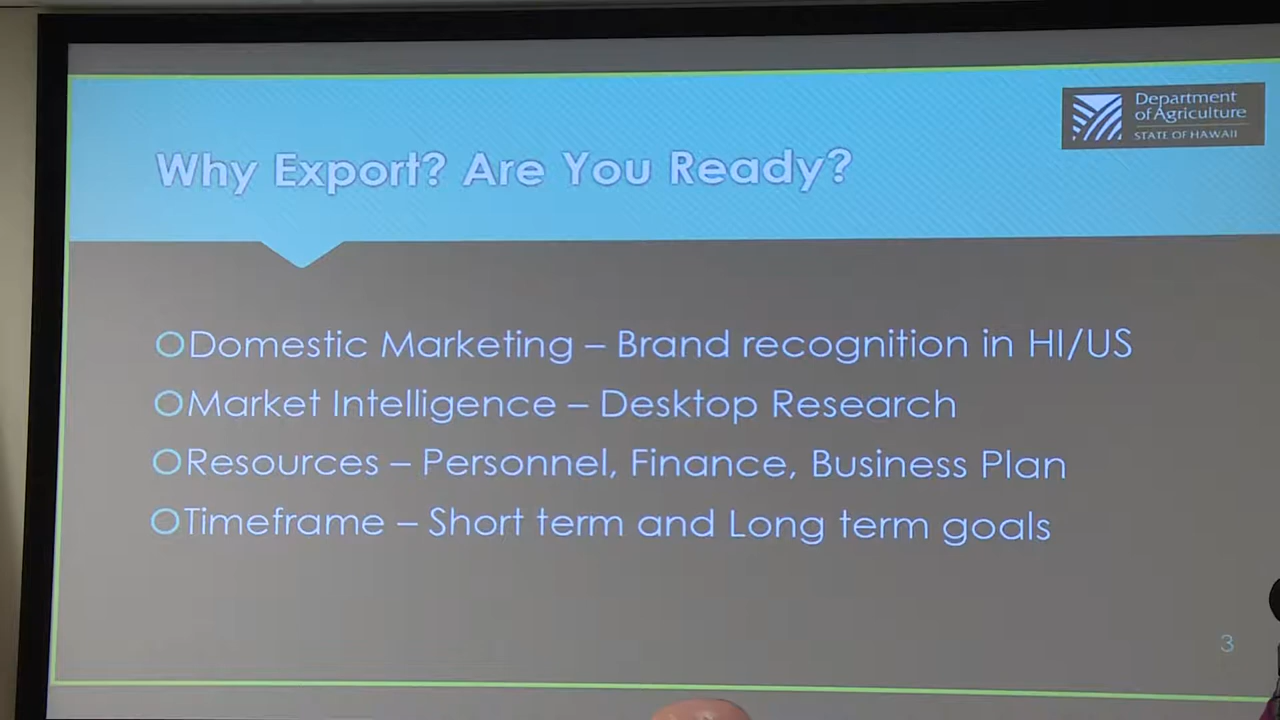 Department
of Agriculture
STATE OF HAWAII
Why Export? Are You Ready?
Domestic Marketing – Brand recognition in HI/US
Market Intelligence – Desktop Research
Resources – Personnel, Finance, Business Plan
Timeframe – Short term and Long term goals
3